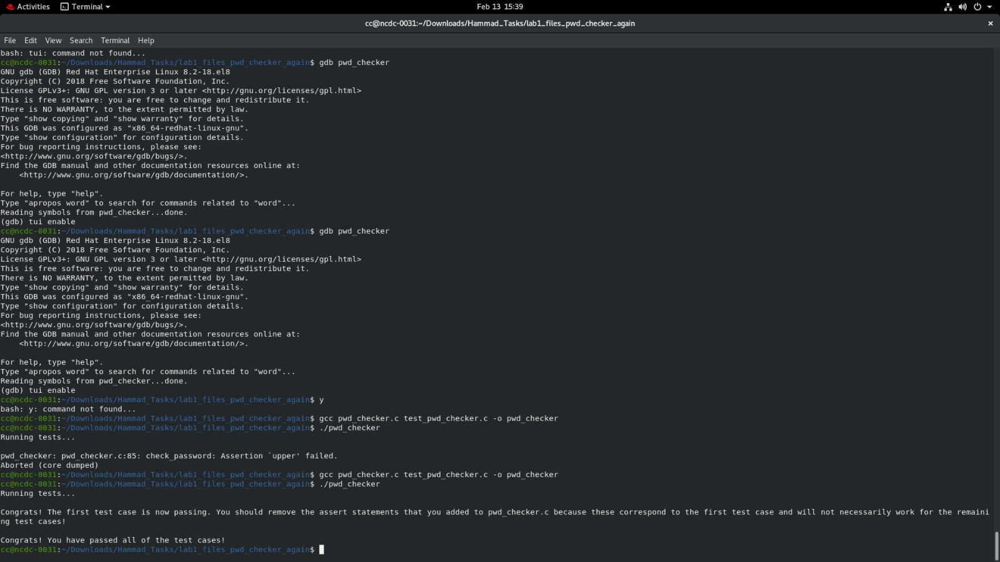 Activities Terminal Feb 13 15:39
cc@ncdc-0031:~/Downloads/Hammad_Tasks/lab1_files_pwd_checker_again
File Edit View Search Terminal Help
bash: tui: command not found...
cc@ncdc-0031:~/Downloads/Hammad_Tasks/lab1_files_pwd_checker_again$ gdb pwd_checker
GNU gdb (GDB) Red Hat Enterprise Linux 8.2-18.el8
Copyright (C) 2018 Free Software Foundation, Inc.
License GPLv3+: GNU GPL version 3 or later <http://gnu.org/licenses/gpl.html>
This is free software: you are free to change and redistribute it.
There is NO WARRANTY, to the extent permitted by law.
Type "show copying" and "show warranty" for details.
This GDB was configured as "x86_64-redhat-linux-gnu".
Type "show configuration" for configuration details.
For bug reporting instructions, please see:
<http://www.gnu.org/software/gdb/bugs/>.
Find the GDB manual and other documentation resources online at:
    <http://www.gnu.org/software/gdb/documentation/>.

For help, type "help".
Type "apropos word" to search for commands related to "word"...
Reading symbols from pwd_checker...done.
(gdb) tui enable
cc@ncdc-0031:~/Downloads/Hammad_Tasks/lab1_files_pwd_checker_again$ gdb pwd_checker
GNU gdb (GDB) Red Hat Enterprise Linux 8.2-18.el8
Copyright (C) 2018 Free Software Foundation, Inc.
License GPLv3+: GNU GPL version 3 or later <http://gnu.org/licenses/gpl.html>
This is free software: you are free to change and redistribute it.
There is NO WARRANTY, to the extent permitted by law.
Type "show copying" and "show warranty" for details.
This GDB was configured as "x86_64-redhat-linux-gnu".
Type "show configuration" for configuration details.
For bug reporting instructions, please see:
<http://www.gnu.org/software/gdb/bugs/>.
Find the GDB manual and other documentation resources online at:
    <http://www.gnu.org/software/gdb/documentation/>.

For help, type "help".
Type "apropos word" to search for commands related to "word"...
Reading symbols from pwd_checker...done.
(gdb) tui enable
cc@ncdc-0031:~/Downloads/Hammad_Tasks/lab1_files_pwd_checker_again$ y
bash: y: command not found...
cc@ncdc-0031:~/Downloads/Hammad_Tasks/lab1_files_pwd_checker_again$ gcc pwd_checker.c test_pwd_checker.c -o pwd_checker
cc@ncdc-0031:~/Downloads/Hammad_Tasks/lab1_files_pwd_checker_again$ ./pwd_checker
Running tests...

pwd_checker: pwd_checker.c:85: check_password: Assertion `upper' failed.
Aborted (core dumped)
cc@ncdc-0031:~/Downloads/Hammad_Tasks/lab1_files_pwd_checker_again$ gcc pwd_checker.c test_pwd_checker.c -o pwd_checker
cc@ncdc-0031:~/Downloads/Hammad_Tasks/lab1_files_pwd_checker_again$ ./pwd_checker
Running tests...

Congrats! The first test case is now passing. You should remove the assert statements that you added to pwd_checker.c because these correspond to the first test case and will not necessarily work for the remaini
ng test cases!

Congrats! You have passed all of the test cases!
cc@ncdc-0031:~/Downloads/Hammad_Tasks/lab1_files_pwd_checker_again$